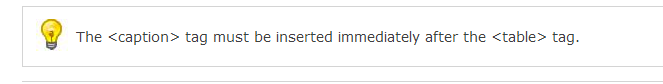 The <caption> tag must be inserted immediately after the <table> tag.